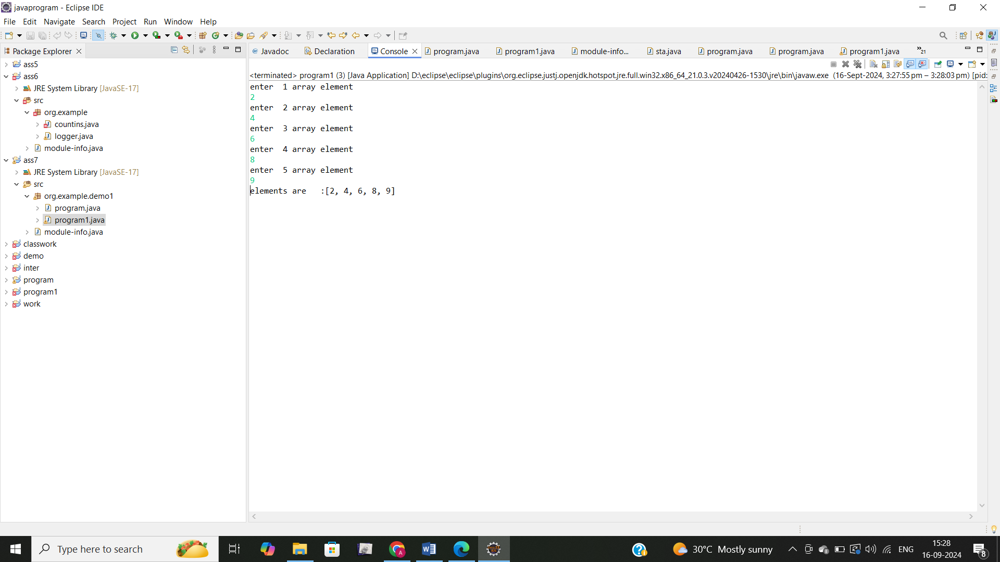 javaprogram - Eclipse IDE
File Edit Navigate Search Project Run Window Help
Package Explorer
Javadoc Declaration Console program.java program1.java module-info... sta.java program.java program.java program1.java »21
<terminated> program1 (3) [Java Application] D:\eclipse\eclipse\plugins\org.eclipse.justj.openjdk.hotspot.jre.full.win32.x86_64_21.0.3.v20240426-1530\jre\bin\javaw.exe (16-Sept-2024, 3:27:55 pm – 3:28:03 pm) [pid:
ass5
ass6
JRE System Library [JavaSE-17]
src
org.example
countins.java
logger.java
module-info.java
ass7
JRE System Library [JavaSE-17]
src
org.example.demo1
program.java
program1.java
module-info.java
classwork
demo
inter
program
program1
work
enter  1 array element
2
enter  2 array element
4
enter  3 array element
6
enter  4 array element
8
enter  5 array element
9
elements are   :[2, 4, 6, 8, 9]
Type here to search
30°C Mostly sunny
ENG
15:28
16-09-2024
8